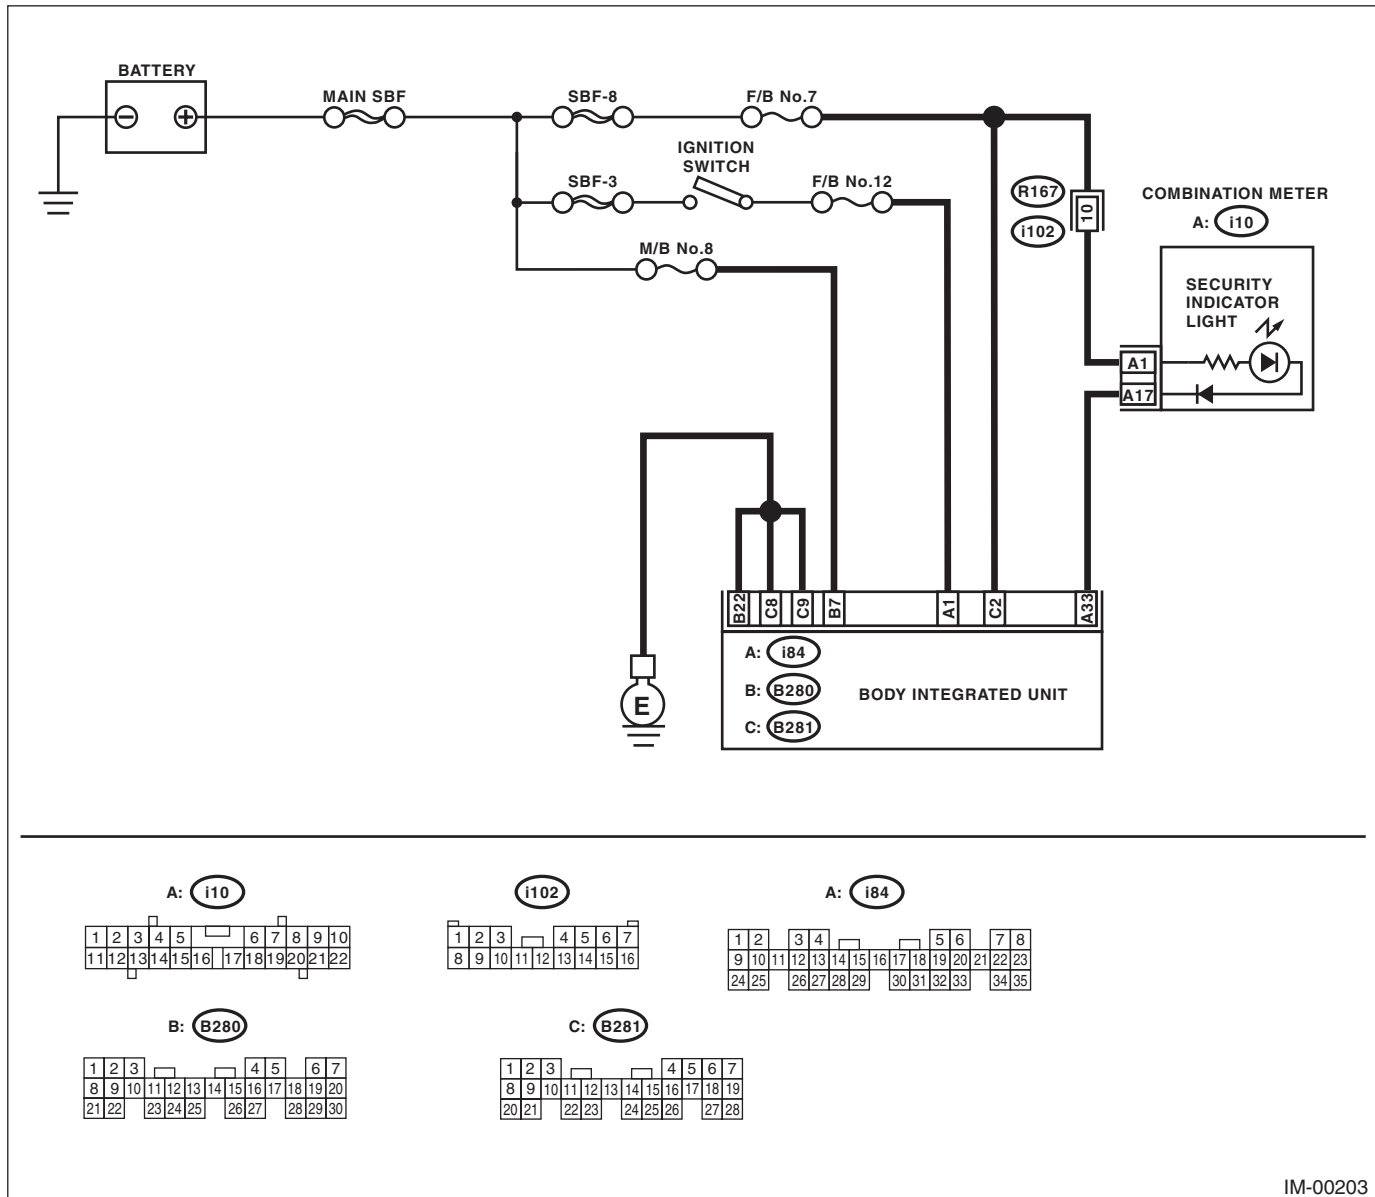 BATTERY
MAIN SBF
SBF-8
F/B No.7
IGNITION
SWITCH
SBF-3
F/B No.12
M/B No.8
R167
i102
10
COMBINATION METER
A: i10
SECURITY
INDICATOR
LIGHT
A1
A17
B22 C8 C9 B7 A1 C2 A33
A: i84
B: B280
C: B281
BODY INTEGRATED UNIT
E
A: i10
1 2 3 4 5 6 7 8 9 10
11 12 13 14 15 16 17 18 19 20 21 22
i102
1 2 3 4 5 6 7
8 9 10 11 12 13 14 15 16
A: i84
1 2 3 4 5 6 7 8
9 10 11 12 13 14 15 16 17 18 19 20 21 22 23
24 25 26 27 28 29 30 31 32 33 34 35
B: B280
1 2 3 4 5 6 7
8 9 10 11 12 13 14 15 16 17 18 19 20
21 22 23 24 25 26 27 28 29 30
C: B281
1 2 3 4 5 6 7
8 9 10 11 12 13 14 15 16 17 18 19
20 21 22 23 24 25 26 27 28
IM-00203